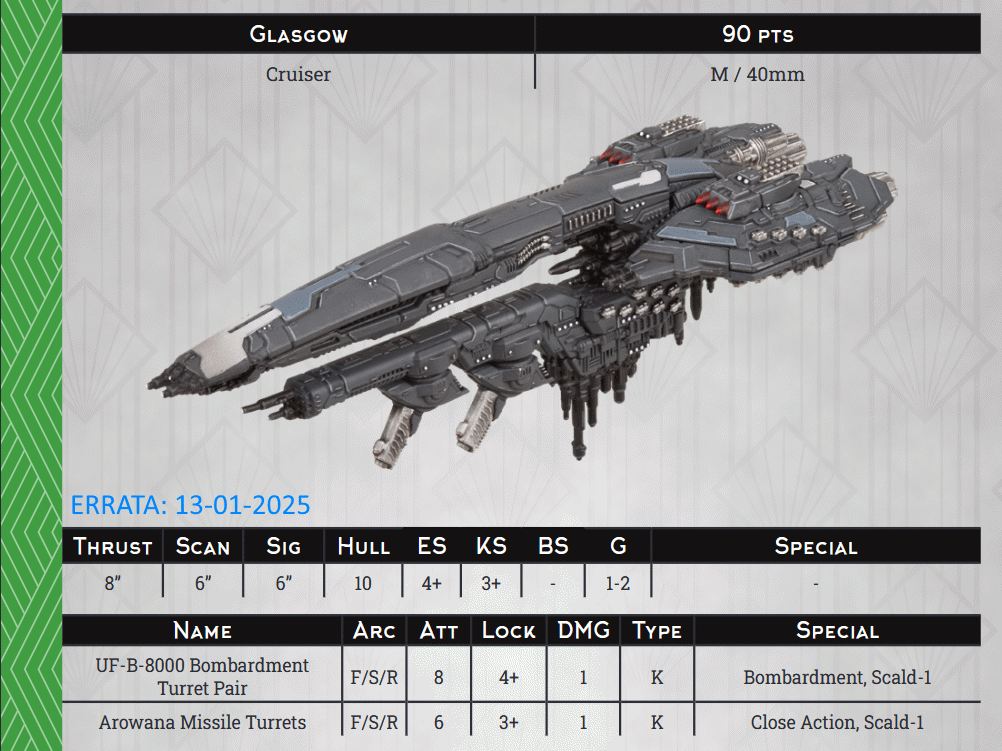 Glasgow 90 pts
Cruiser M / 40mm
ERRATA: 13-01-2025
Thrust Scan Sig Hull ES KS BS G Special
8” 6” 6” 10 4+ 3+ - 1-2 -
Name Arc Att Lock DMG Type Special
UF-B-8000 Bombardment
Turret Pair F/S/R 8 4+ 1 K Bombardment, Scald-1
Arowana Missile Turrets F/S/R 6 3+ 1 K Close Action, Scald-1